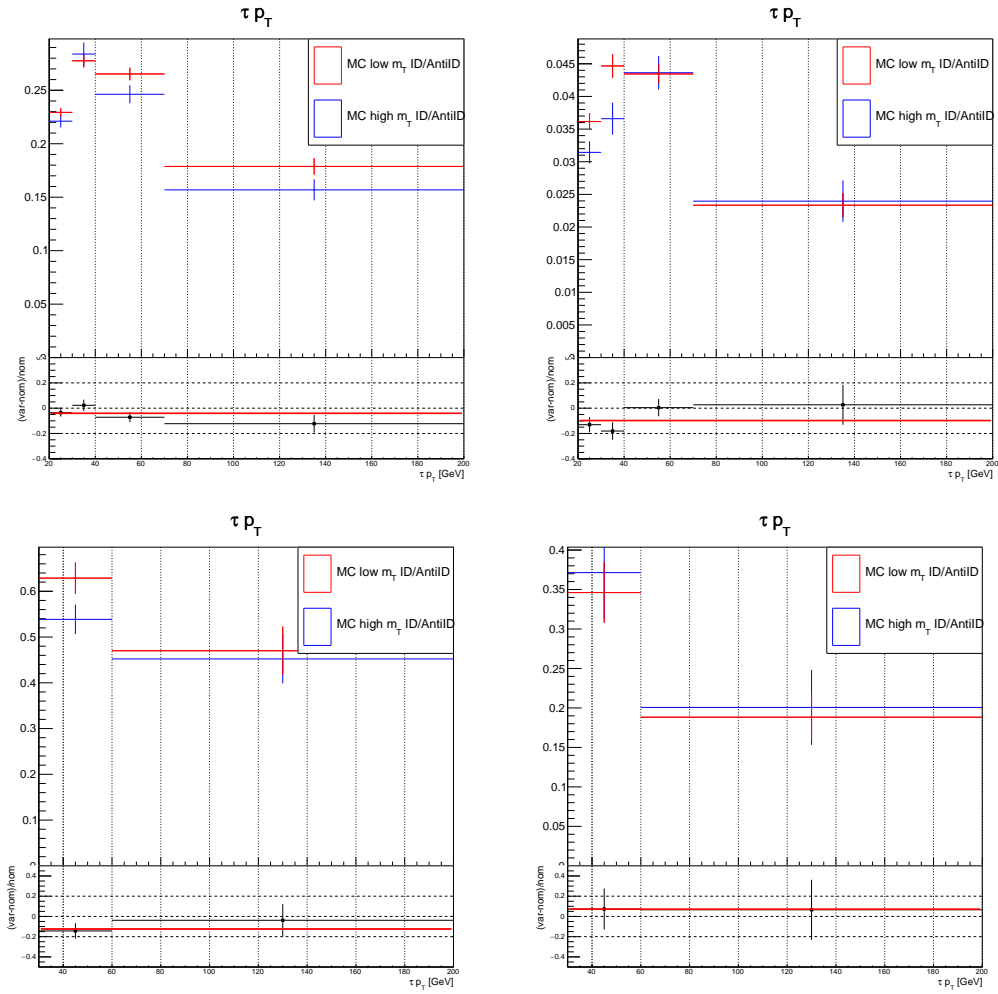 τ p_T
MC low m_T ID/AntiID
MC high m_T ID/AntiID
0.25
0.2
0.15
0.1
0.05
(var-nom)/nom
0.2
0
−0.2
−0.4
20 40 60 80 100 120 140 160 180 200
τ p_T [GeV]
τ p_T
MC low m_T ID/AntiID
MC high m_T ID/AntiID
0.045
0.04
0.035
0.03
0.025
0.02
0.015
0.01
0.005
(var-nom)/nom
0.2
0
−0.2
−0.4
20 40 60 80 100 120 140 160 180 200
τ p_T [GeV]
τ p_T
MC low m_T ID/AntiID
MC high m_T ID/AntiID
0.6
0.5
0.4
0.3
0.2
0.1
(var-nom)/nom
0.4
0.2
0
−0.2
−0.4
40 60 80 100 120 140 160 180 200
τ p_T [GeV]
τ p_T
MC low m_T ID/AntiID
MC high m_T ID/AntiID
0.4
0.35
0.3
0.25
0.2
0.15
0.1
0.05
(var-nom)/nom
0.4
0.2
0
−0.2
−0.4
40 60 80 100 120 140 160 180 200
τ p_T [GeV]